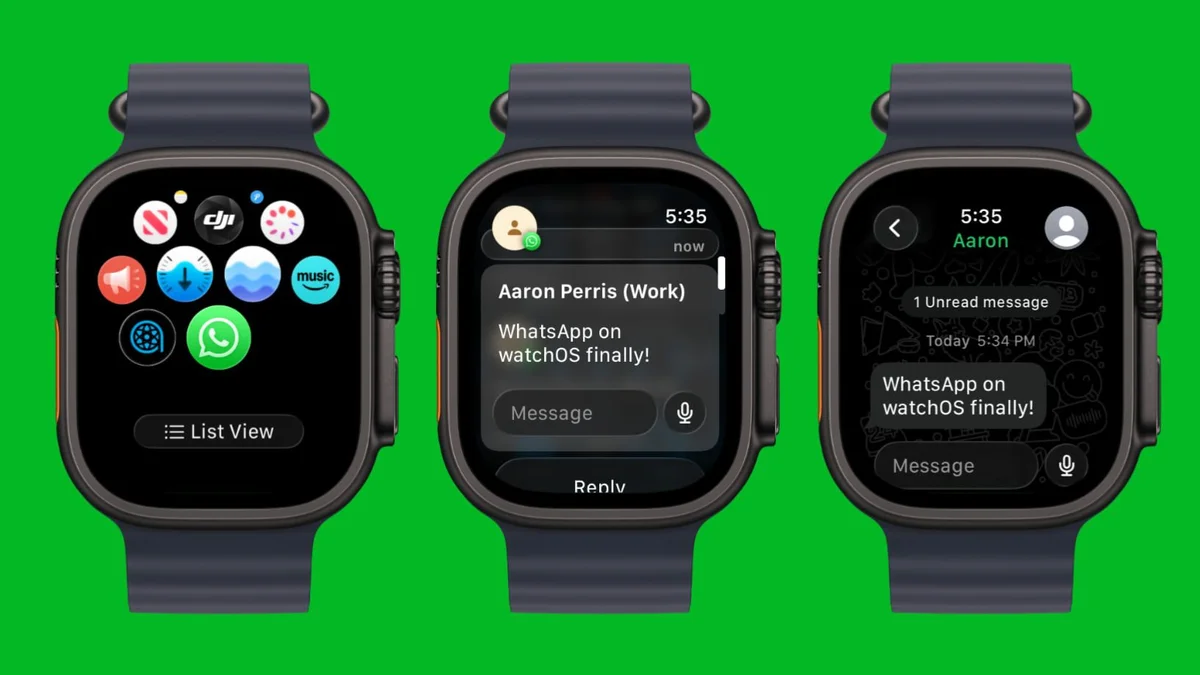 dji
music
List View
5:35
now
Aaron Perris (Work)
WhatsApp on
watchOS finally!
Message
Reply
5:35
Aaron
1 Unread message
Today 5:34 PM
WhatsApp on
watchOS finally!
Message